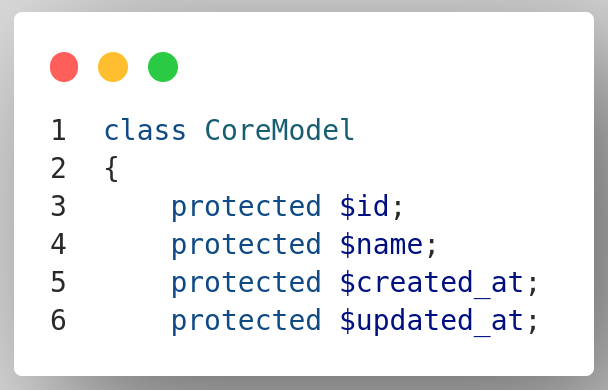 1 class CoreModel
2 {
3     protected $id;
4     protected $name;
5     protected $created_at;
6     protected $updated_at;